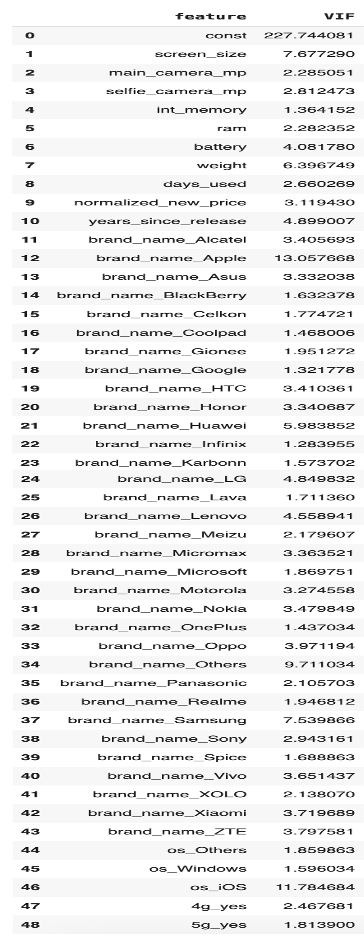 feature VIF
0 const 227.744081
1 screen_size 7.677290
2 main_camera_mp 2.285051
3 selfie_camera_mp 2.812473
4 int_memory 1.364152
5 ram 2.282352
6 battery 4.081780
7 weight 6.396749
8 days_used 2.660269
9 normalized_new_price 3.119430
10 years_since_release 4.899007
11 brand_name_Alcatel 3.405693
12 brand_name_Apple 13.057668
13 brand_name_Asus 3.332038
14 brand_name_BlackBerry 1.632378
15 brand_name_Celkon 1.774721
16 brand_name_Coolpad 1.468006
17 brand_name_Gionee 1.951272
18 brand_name_Google 1.321778
19 brand_name_HTC 3.410361
20 brand_name_Honor 3.340687
21 brand_name_Huawei 5.983852
22 brand_name_Infinix 1.283955
23 brand_name_Karbonn 1.573702
24 brand_name_LG 4.849832
25 brand_name_Lava 1.711360
26 brand_name_Lenovo 4.558941
27 brand_name_Meizu 2.179607
28 brand_name_Micromax 3.363521
29 brand_name_Microsoft 1.869751
30 brand_name_Motorola 3.274558
31 brand_name_Nokia 3.479849
32 brand_name_OnePlus 1.437034
33 brand_name_Oppo 3.971194
34 brand_name_Others 9.711034
35 brand_name_Panasonic 2.105703
36 brand_name_Realme 1.946812
37 brand_name_Samsung 7.539866
38 brand_name_Sony 2.943161
39 brand_name_Spice 1.688863
40 brand_name_Vivo 3.651437
41 brand_name_XOLO 2.138070
42 brand_name_Xiaomi 3.719689
43 brand_name_ZTE 3.797581
44 os_Others 1.859863
45 os_Windows 1.596034
46 os_iOS 11.784684
47 4g_yes 2.467681
48 5g_yes 1.813900